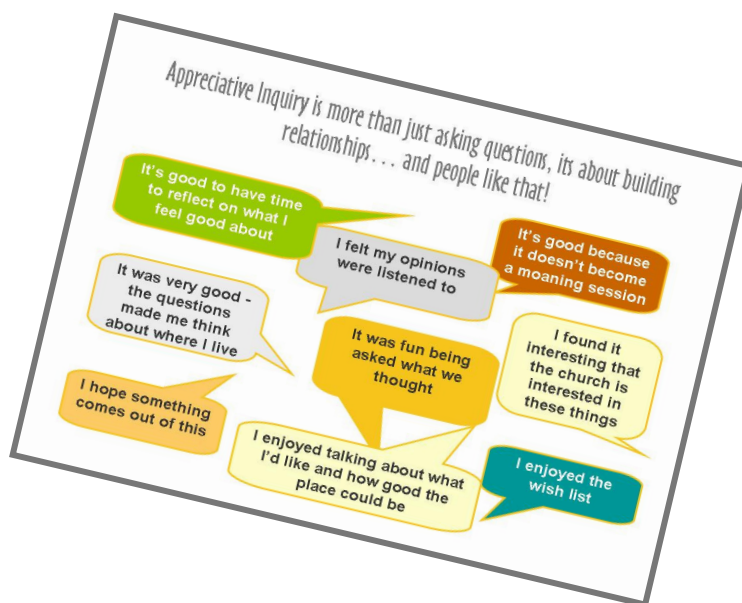 Appreciative Inquiry is more than just asking questions, its about building
relationships... and people like that!
It's good to have time
to reflect on what I
feel good about
I felt my opinions
were listened to
It's good because
it doesn't become
a moaning session
It was very good -
the questions
made me think
about where I live
It was fun being
asked what we
thought
I found it
interesting that
the church is
interested in
these things
I hope something
comes out of this
I enjoyed talking about what
I'd like and how good the
place could be
I enjoyed the
wish list